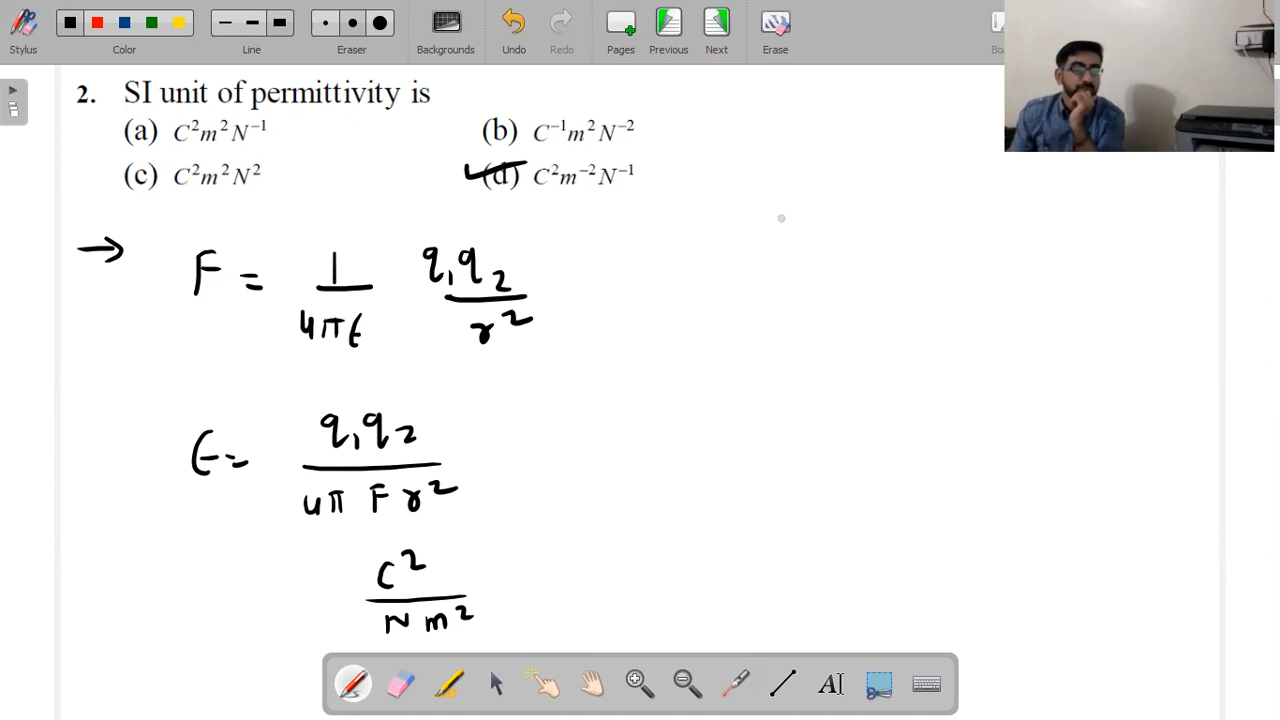 Stylus Color Line Eraser Backgrounds Undo Redo Pages Previous Next Erase
2. SI unit of permittivity is
(a) C²m²N⁻¹ (b) C⁻¹m²N⁻²
(c) C²m²N² (d) C²m⁻²N⁻¹
→ F = 1/4πε q₁q₂/r²
ε = q₁q₂/4π F r²
C²/N m²